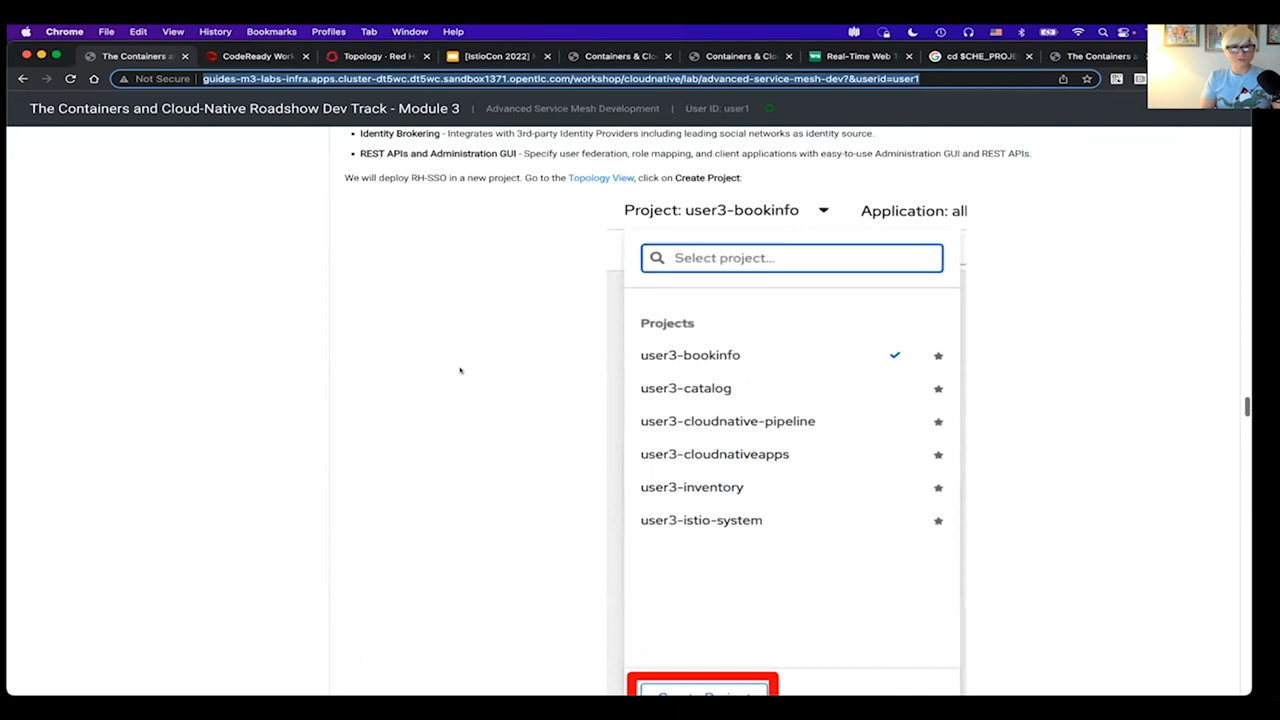 Chrome File Edit View History Bookmarks Profiles Tab Window Help
The Containers a CodeReady Work Topology - Red H [IstioCon 2022] Containers & Clo Containers & Clo Real-Time Web cd $CHE_PROJE The Containers a
Not Secure guides-m3-labs-infra.apps.cluster-dt5wc.dt5wc.sandbox1371.opentlc.com/workshop/cloudnative/lab/advanced-service-mesh-dev?&userid=user1
The Containers and Cloud-Native Roadshow Dev Track - Module 3 | Advanced Service Mesh Development | User ID: user1
• Identity Brokering - Integrates with 3rd-party Identity Providers including leading social networks as identity source.
• REST APIs and Administration GUI - Specify user federation, role mapping, and client applications with easy-to-use Administration GUI and REST APIs.
We will deploy RH-SSO in a new project. Go to the Topology View, click on Create Project:
Project: user3-bookinfo Application: all
Select project...
Projects
user3-bookinfo
user3-catalog
user3-cloudnative-pipeline
user3-cloudnativeapps
user3-inventory
user3-istio-system